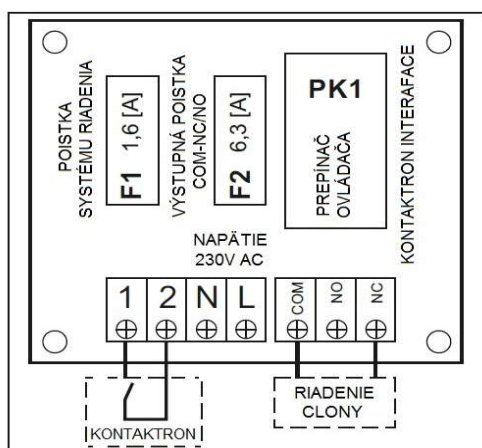 POISTKA
SYSTÉMU RIADENIA
F1 1,6 [A]
VÝSTUPNÁ POISTKA
COM-NC/NO
F2 6,3 [A]
PK1
PREPÍNAČ
OVLÁDAČA
KONTAKTRON INTERAFACE
NAPÄTIE
230V AC
1 2 N L
COM NO NC
KONTAKTRON
RIADENIE
CLONY